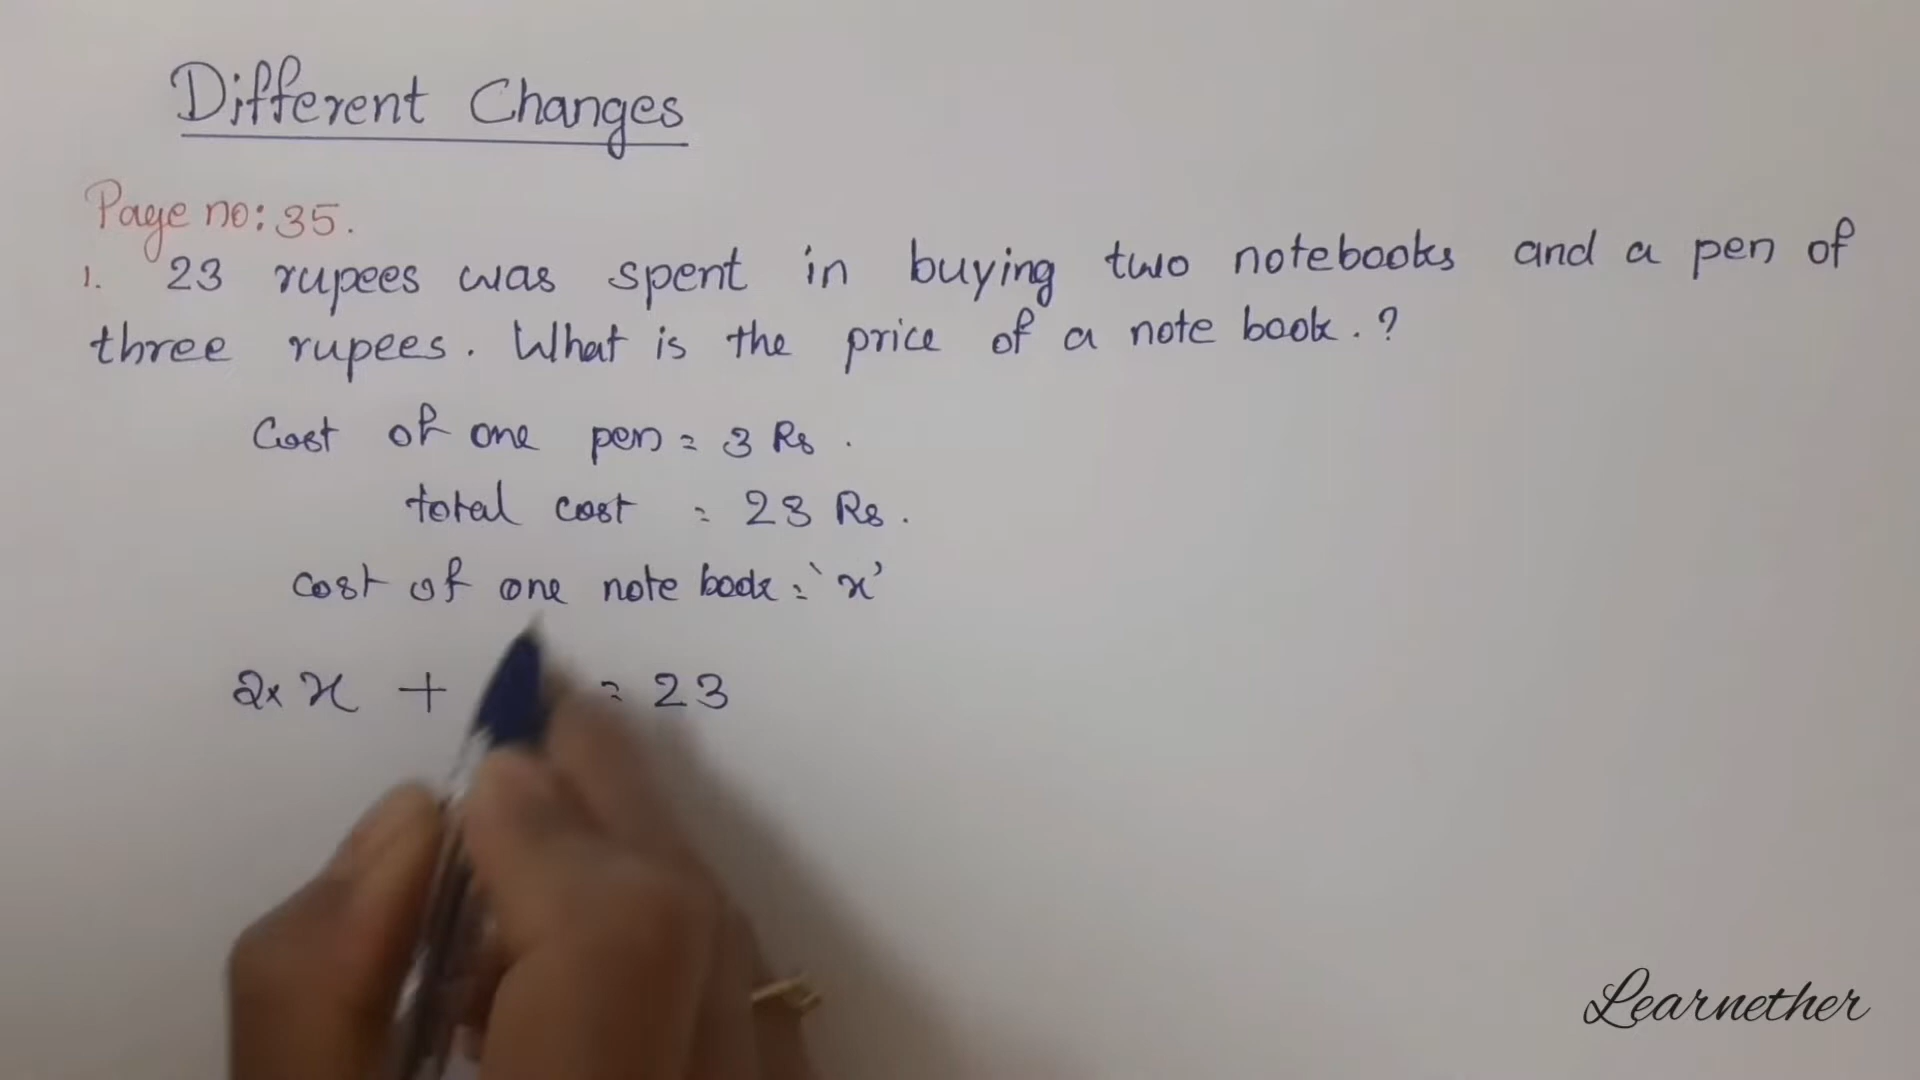 Different Changes
Page no: 35.
1. 23 rupees was spent in buying two notebooks and a pen of
three rupees. What is the price of a note book.?
Cost of one pen = 3 Rs.
total cost = 23 Rs.
cost of one note book = 'x'
2 × x + = 23
Learnether